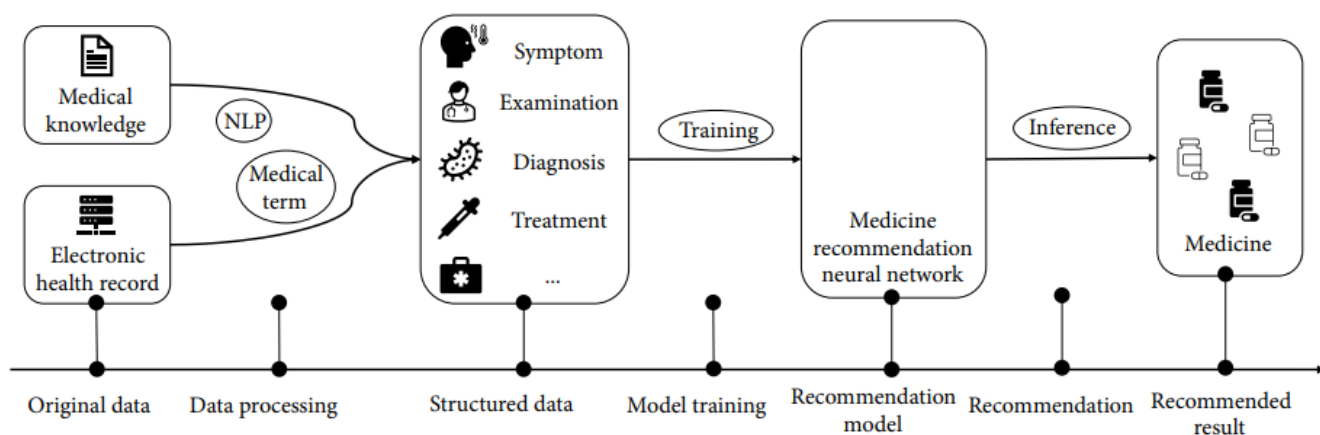 Medical
knowledge
NLP
Medical
term
Electronic
health record
Symptom
Examination
Diagnosis
Treatment
...
Training
Medicine
recommendation
neural network
Inference
Medicine
Original data
Data processing
Structured data
Model training
Recommendation
model
Recommendation
Recommended
result